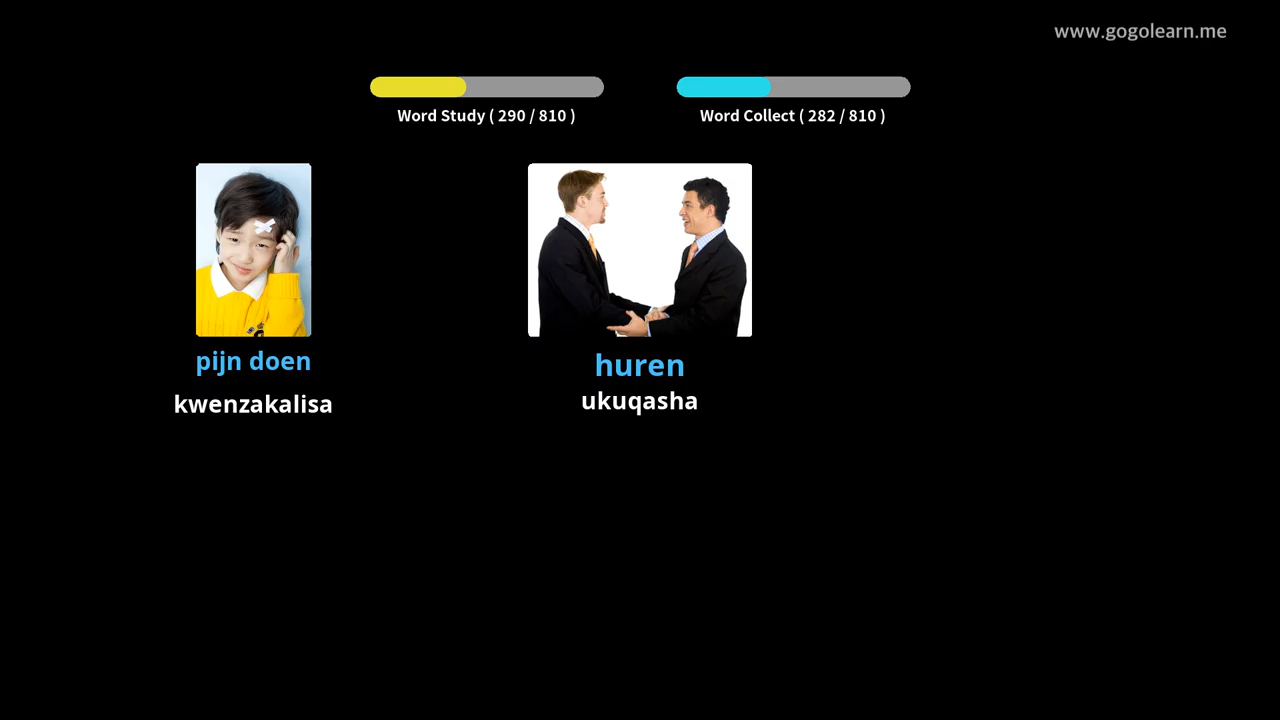 www.gogolearn.me
Word Study ( 290 / 810 )
Word Collect ( 282 / 810 )
pijn doen
kwenzakalisa
huren
ukuqasha